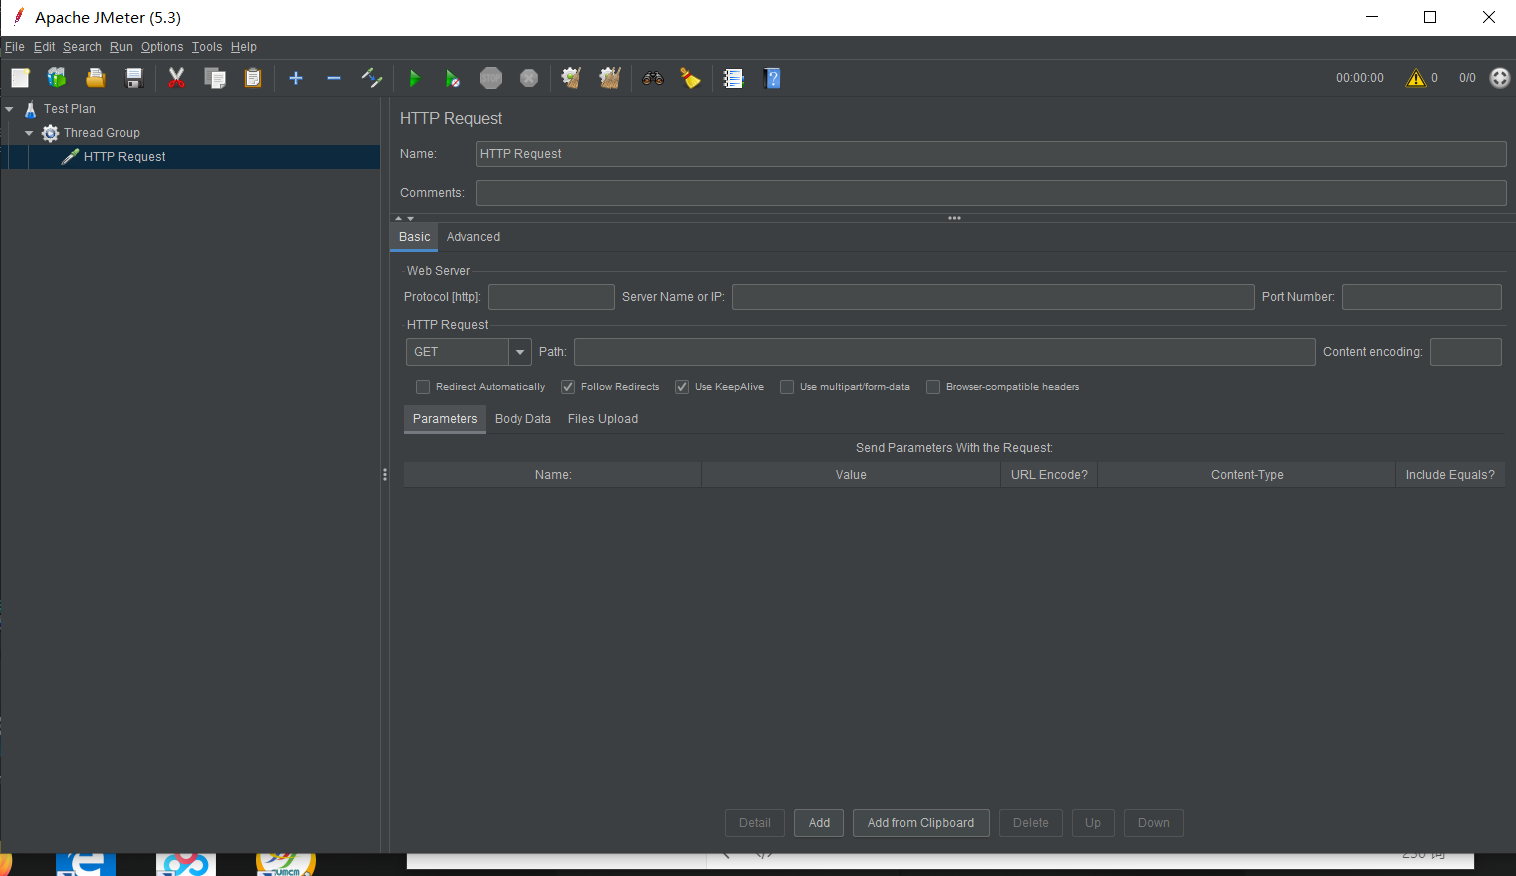 Apache JMeter (5.3)
File Edit Search Run Options Tools Help
STOP
00:00:00 0 0/0
Test Plan
Thread Group
HTTP Request
HTTP Request
Name: HTTP Request
Comments:
Basic Advanced
Web Server
Protocol [http]: Server Name or IP: Port Number:
HTTP Request
GET Path: Content encoding:
Redirect Automatically Follow Redirects Use KeepAlive Use multipart/form-data Browser-compatible headers
Parameters Body Data Files Upload
Send Parameters With the Request:
Name: Value URL Encode? Content-Type Include Equals?
Detail Add Add from Clipboard Delete Up Down